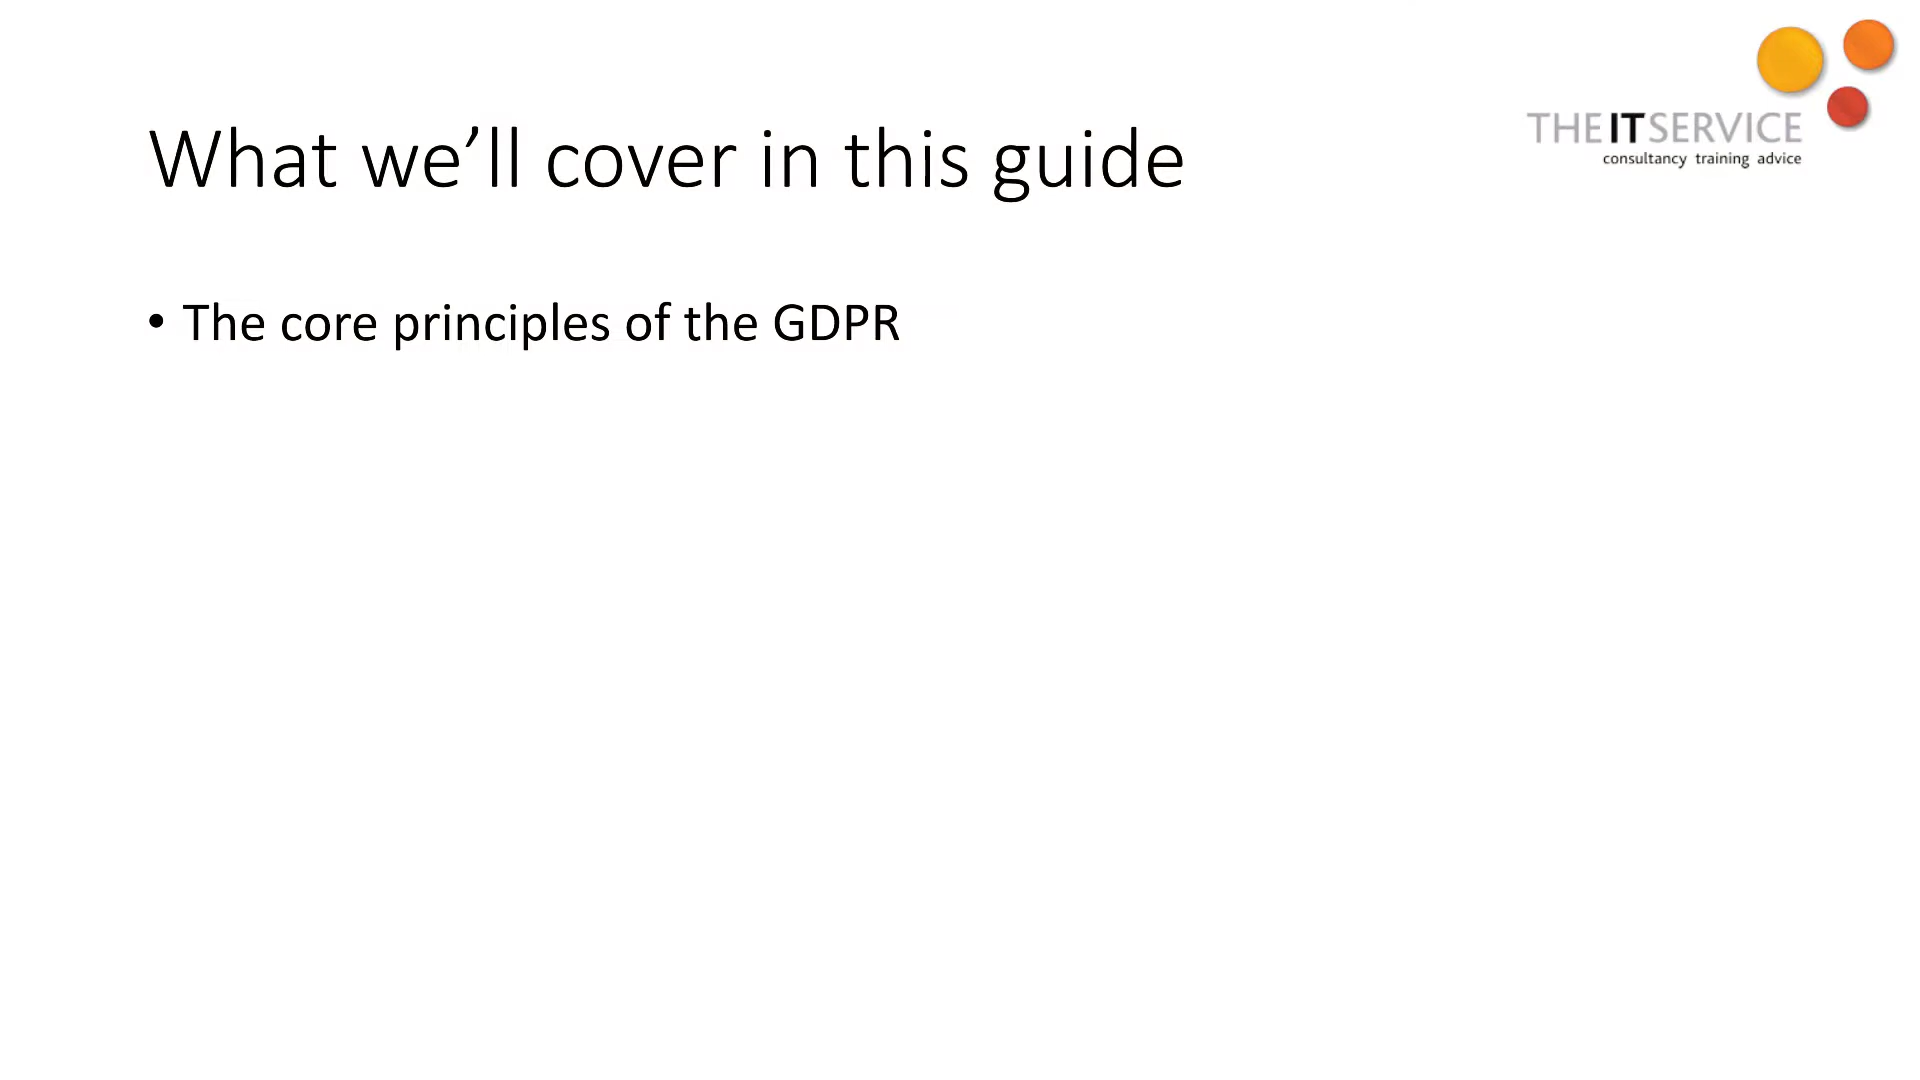 THE IT SERVICE
consultancy training advice
What we’ll cover in this guide
• The core principles of the GDPR